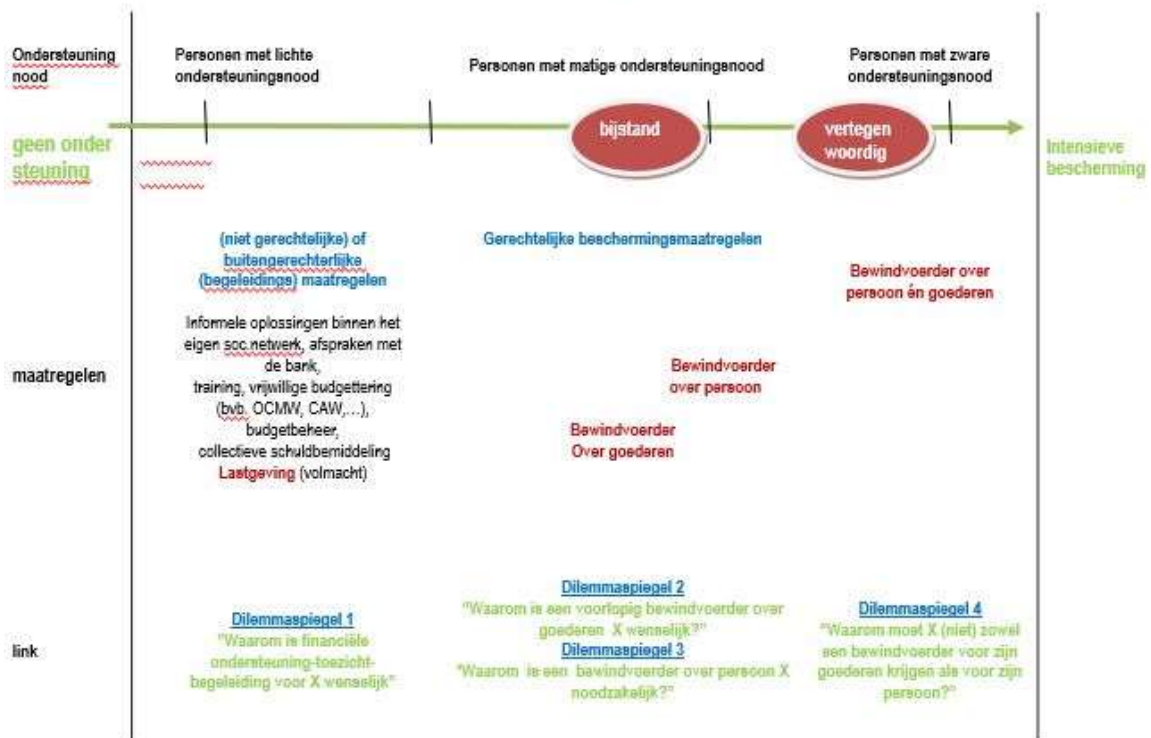 Ondersteuning
nood
Personen met lichte
ondersteuningsnood
Personen met matige ondersteuningsnood
Personen met zware
ondersteuningsnood
geen onder
steuning
bijstand
vertegen
woordig
Intensieve
bescherming
maatregelen
(niet gerechtelijke) of
buitengerechterlijke
(begeleidings) maatregelen
Informele oplossingen binnen het
eigen soc.netwerk, afspraken met
de bank,
training, vrijwillige budgettering
(bvb. OCMW, CAW,…),
budgetbeheer,
collectieve schuldbemiddeling
Lastgeving (volmacht)
Gerechtelijke beschermingsmaatregelen
Bewindvoerder
Over goederen
Bewindvoerder
over persoon
Bewindvoerder over
persoon én goederen
link
Dilemmaspiegel 1
"Waarom is financiële
ondersteuning-toezicht-
begeleiding voor X wenselijk"
Dilemmaspiegel 2
"Waarom is een voorlopig bewindvoerder over
goederen X wenselijk?"
Dilemmaspiegel 3
"Waarom is een bewindvoerder over persoon X
noodzakelijk?"
Dilemmaspiegel 4
"Waarom moet X (niet) zowel
een bewindvoerder voor zijn
goederen krijgen als voor zijn
persoon?"